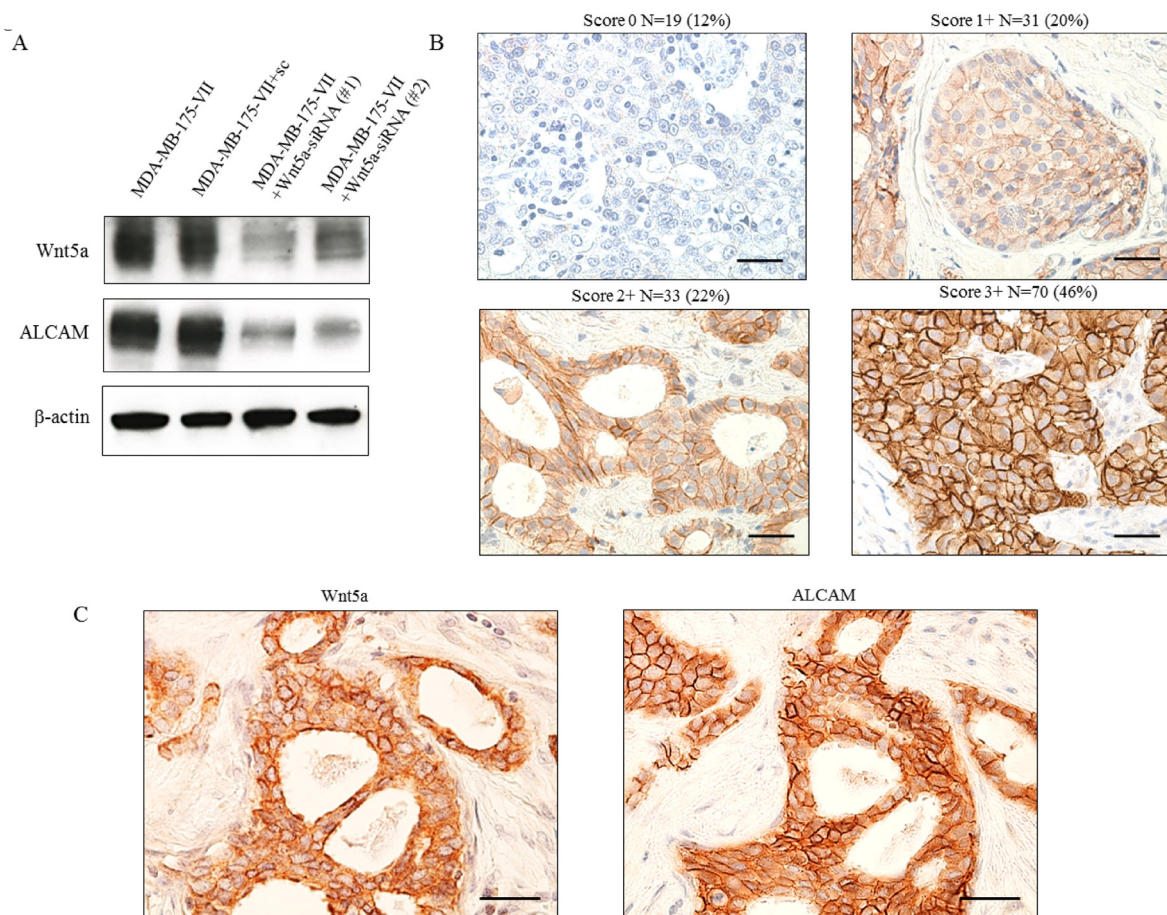 A
MDA-MB-175-VII
MDA-MB-175-VII+sc
MDA-MB-175-VII
+Wnt5a-siRNA (#1)
MDA-MB-175-VII
+Wnt5a-siRNA (#2)
Wnt5a
ALCAM
β-actin
B
Score 0 N=19 (12%)
Score 1+ N=31 (20%)
Score 2+ N=33 (22%)
Score 3+ N=70 (46%)
C
Wnt5a
ALCAM